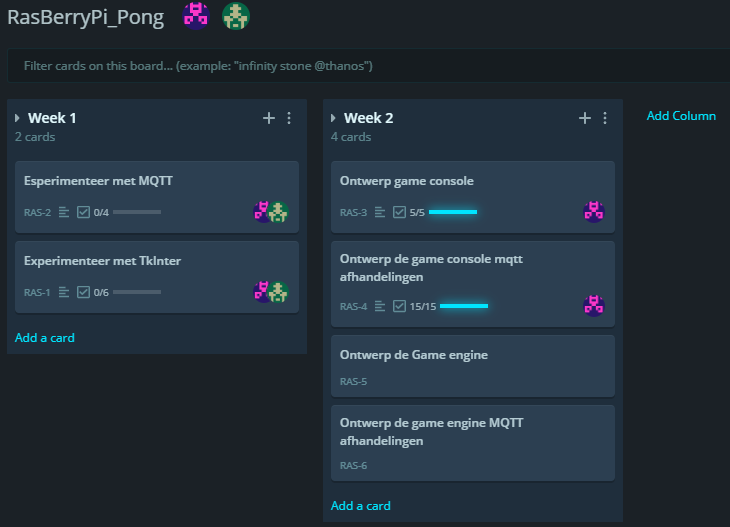 RasBerryPi_Pong
Filter cards on this board... (example: "infinity stone @thanos")
Week 1
2 cards
Esperimenteer met MQTT
RAS-2 0/4
Experimenteer met TkInter
RAS-1 0/6
Add a card
Week 2
4 cards
Ontwerp game console
RAS-3 5/5
Ontwerp de game console mqtt
afhandelingen
RAS-4 15/15
Ontwerp de Game engine
RAS-5
Ontwerp de game engine MQTT
afhandelingen
RAS-6
Add a card
Add Column